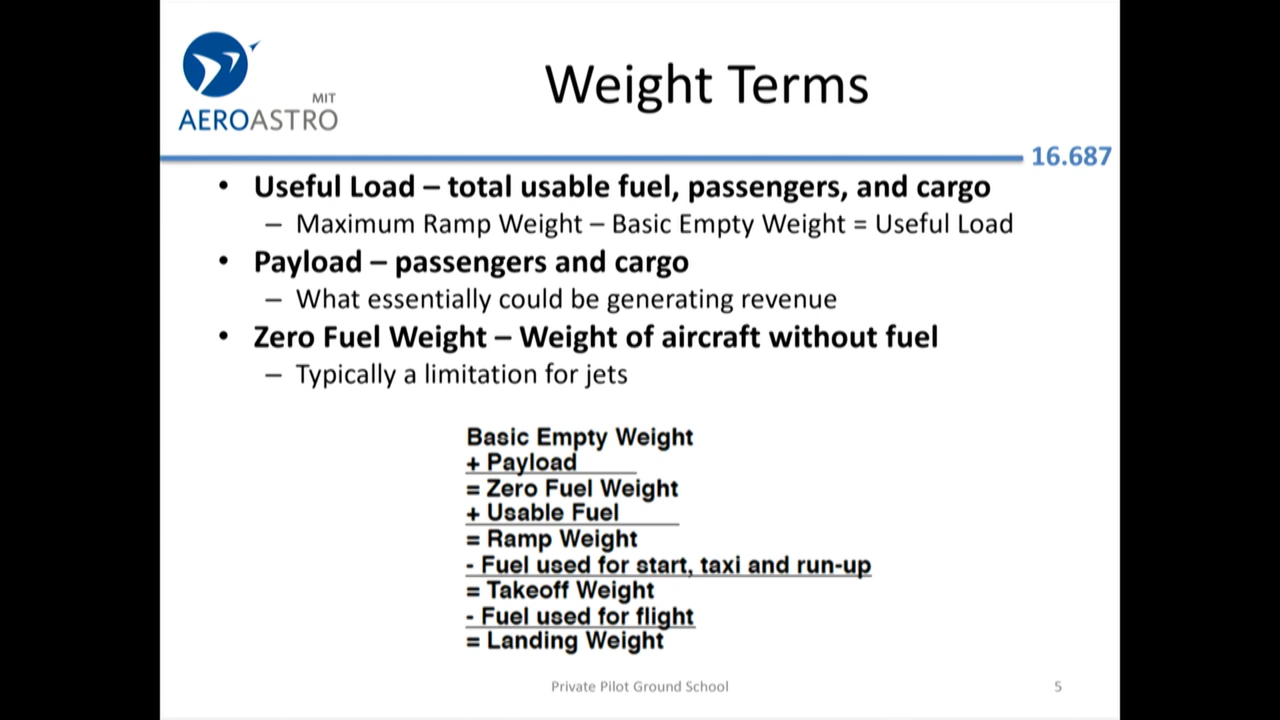 MIT
AEROASTRO
Weight Terms
16.687
• Useful Load – total usable fuel, passengers, and cargo
– Maximum Ramp Weight – Basic Empty Weight = Useful Load
• Payload – passengers and cargo
– What essentially could be generating revenue
• Zero Fuel Weight – Weight of aircraft without fuel
– Typically a limitation for jets
Basic Empty Weight
+ Payload
= Zero Fuel Weight
+ Usable Fuel
= Ramp Weight
- Fuel used for start, taxi and run-up
= Takeoff Weight
- Fuel used for flight
= Landing Weight
Private Pilot Ground School
5